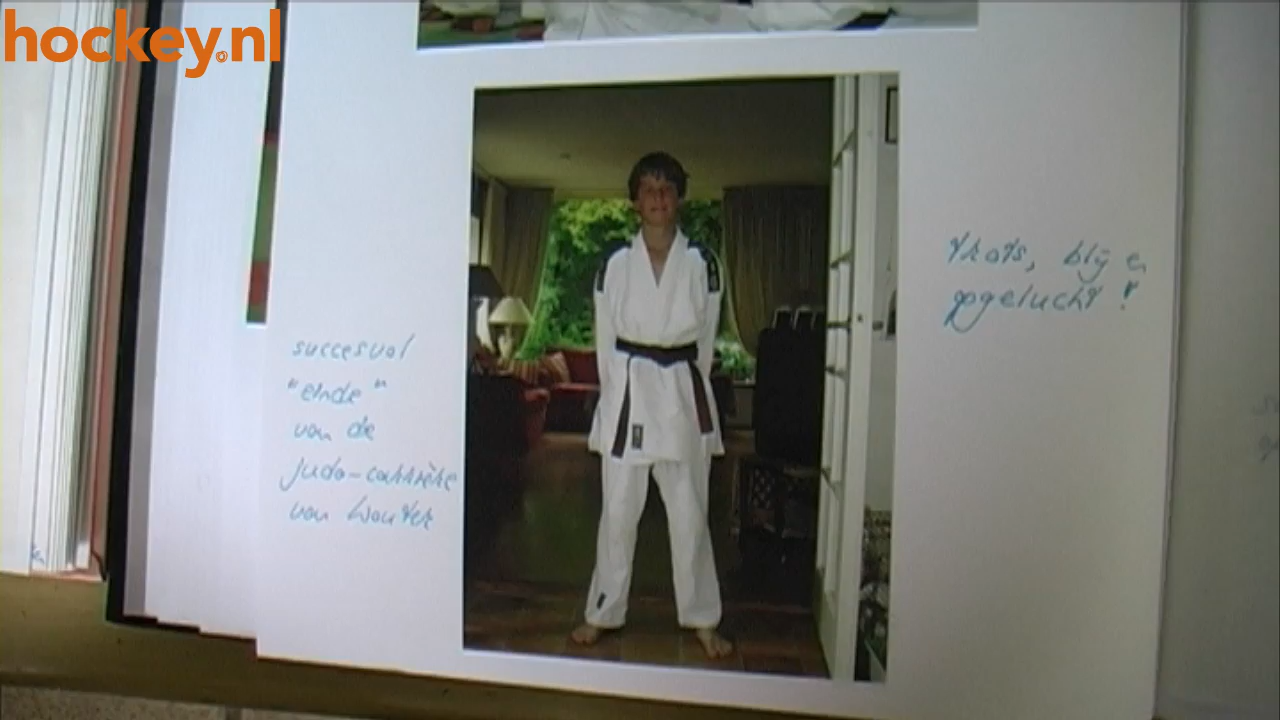 hockey.nl
succesvol
"einde"
van de
judo-carrière
van Wouter
trots, blij en
opgelucht!